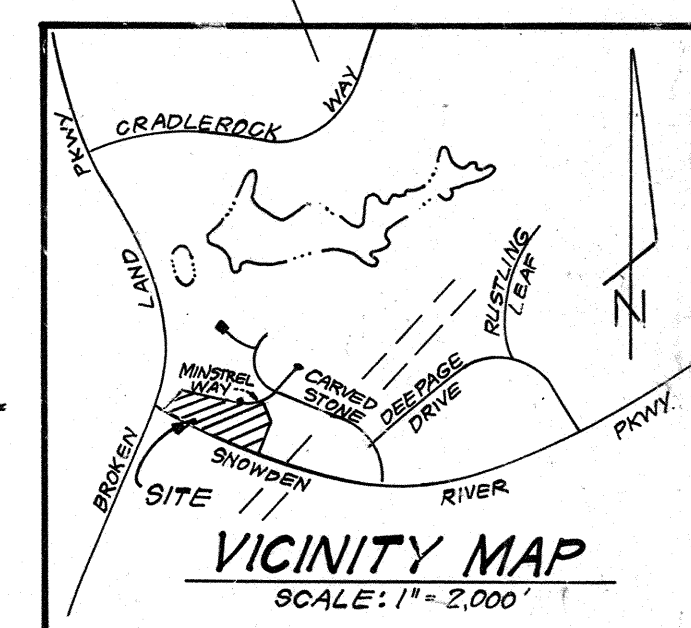 CRADLEROCK WAY
BROKEN LAND PKWY
RUSTLING
LEAF
N
MINSTREL
WAY
CARVED
STONE
DEEPAGE
DRIVE
SNOWDEN RIVER PKWY.
SITE
VICINITY MAP
SCALE: 1" = 2,000'